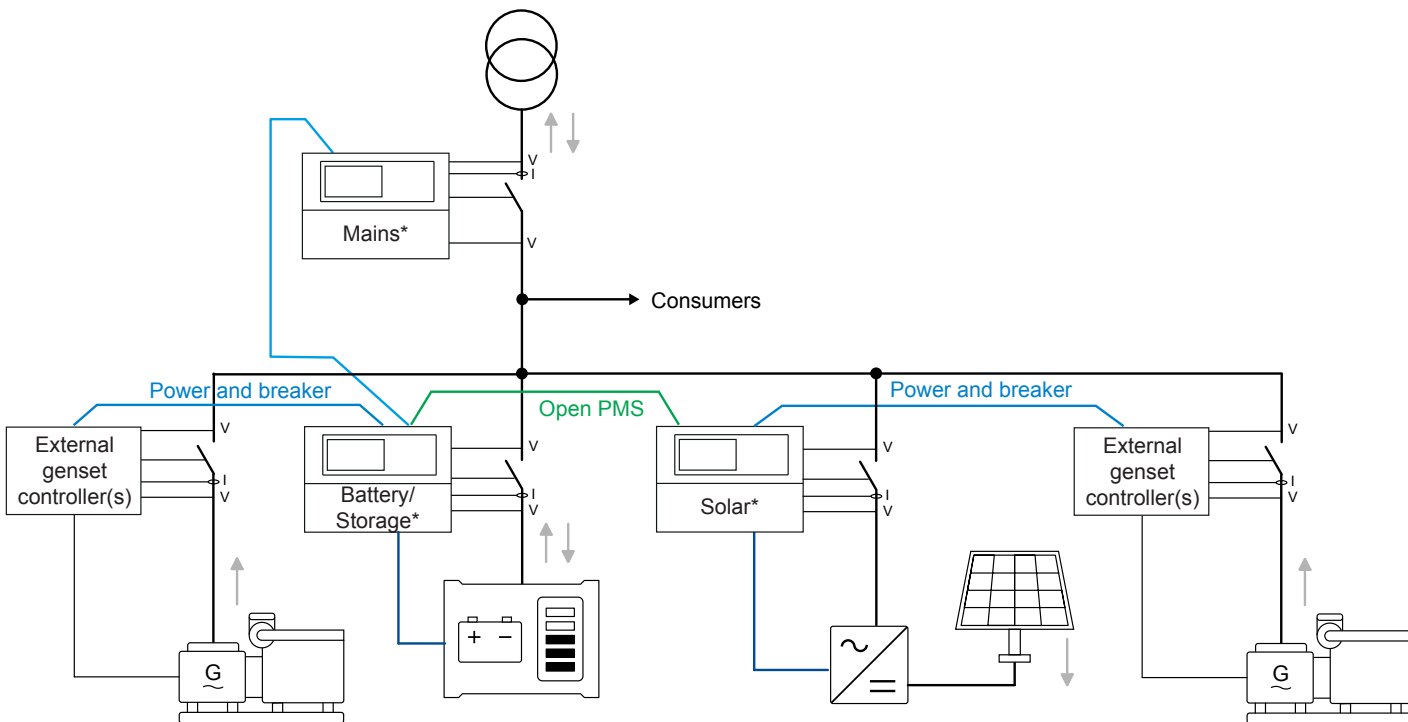 V
I
Mains*
V
Consumers
Power and breaker
Open PMS
Power and breaker
External
genset
controller(s)
V
I
V
Battery/
Storage*
V
I
V
Solar*
V
I
V
External
genset
controller(s)
V
I
V
G
+ −
G